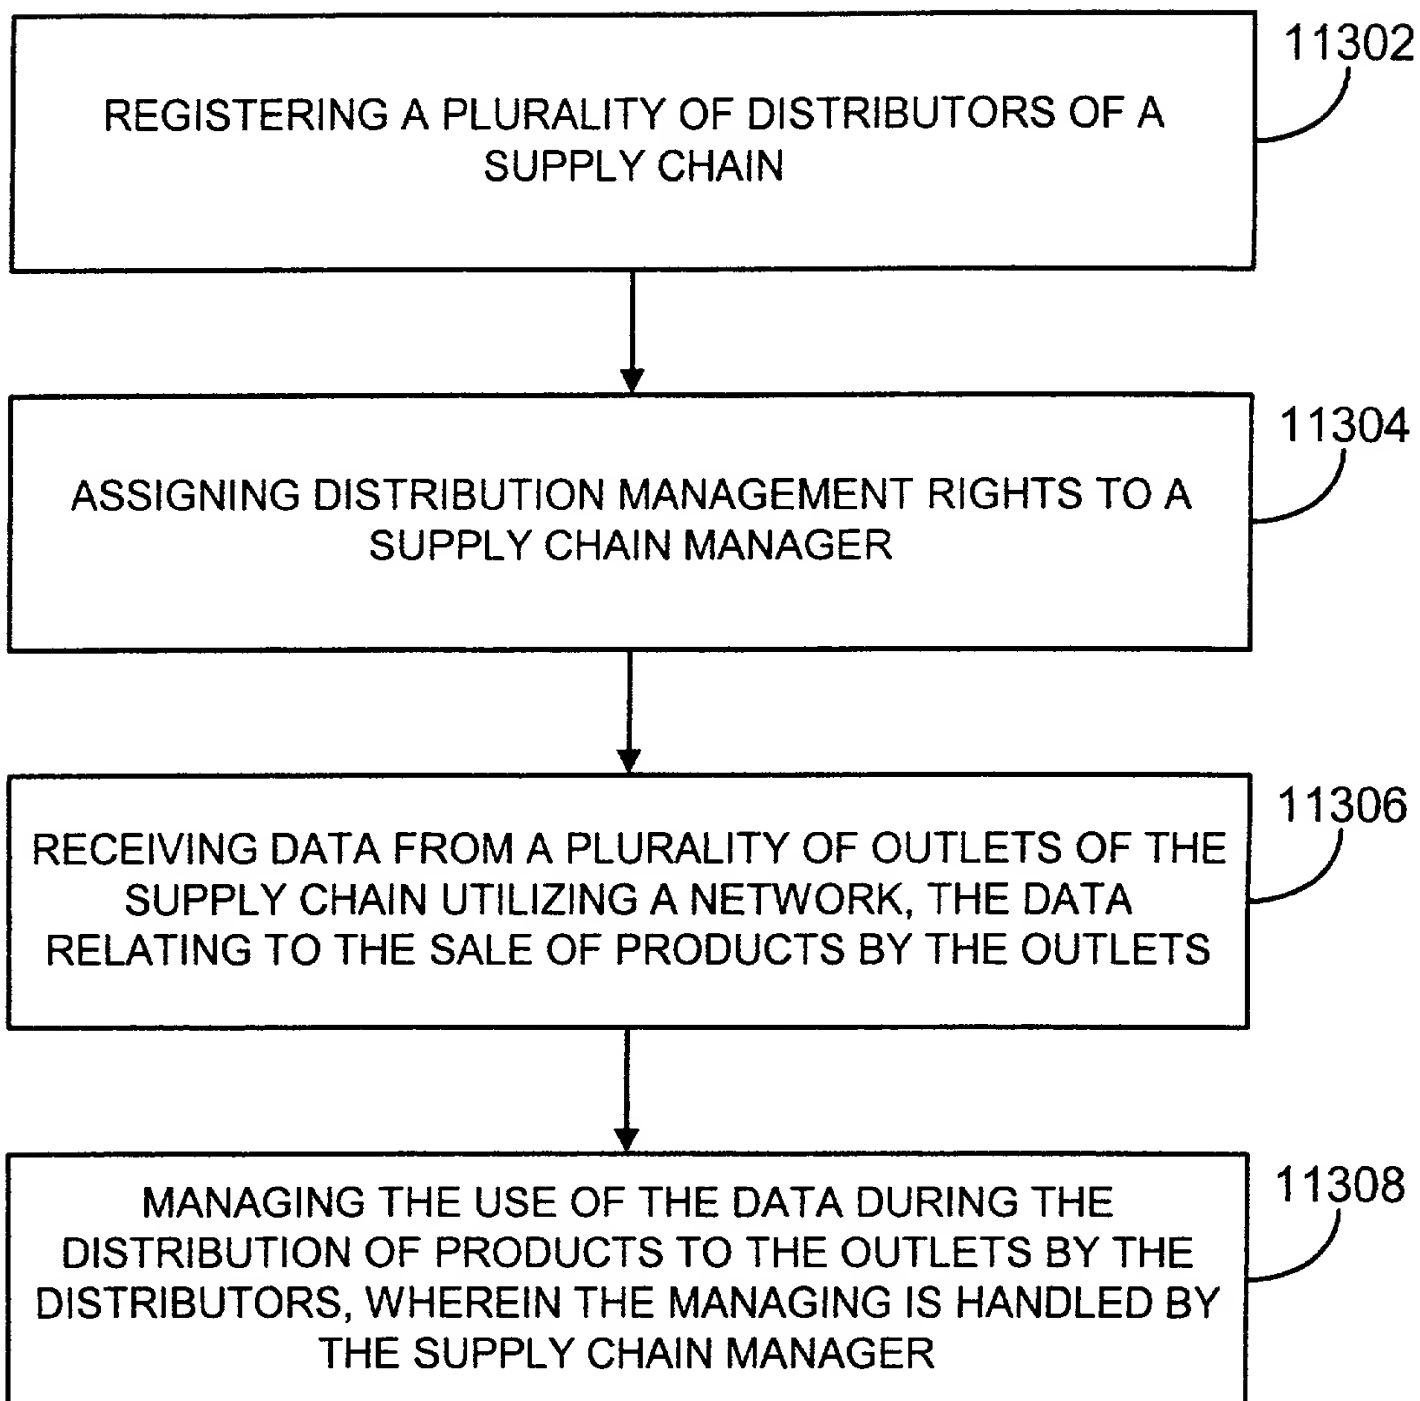 11302
REGISTERING A PLURALITY OF DISTRIBUTORS OF A
SUPPLY CHAIN
11304
ASSIGNING DISTRIBUTION MANAGEMENT RIGHTS TO A
SUPPLY CHAIN MANAGER
11306
RECEIVING DATA FROM A PLURALITY OF OUTLETS OF THE
SUPPLY CHAIN UTILIZING A NETWORK, THE DATA
RELATING TO THE SALE OF PRODUCTS BY THE OUTLETS
11308
MANAGING THE USE OF THE DATA DURING THE
DISTRIBUTION OF PRODUCTS TO THE OUTLETS BY THE
DISTRIBUTORS, WHEREIN THE MANAGING IS HANDLED BY
THE SUPPLY CHAIN MANAGER